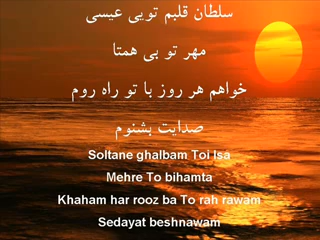 سلطان قلبم تویی عیسی
مهر تو بی همتا
خواهم هر روز با تو راه روم
صدایت بشنوم
Soltane ghalbam Toi Isa
Mehre To bihamta
Khaham har rooz ba To rah rawam
Sedayat beshnawam